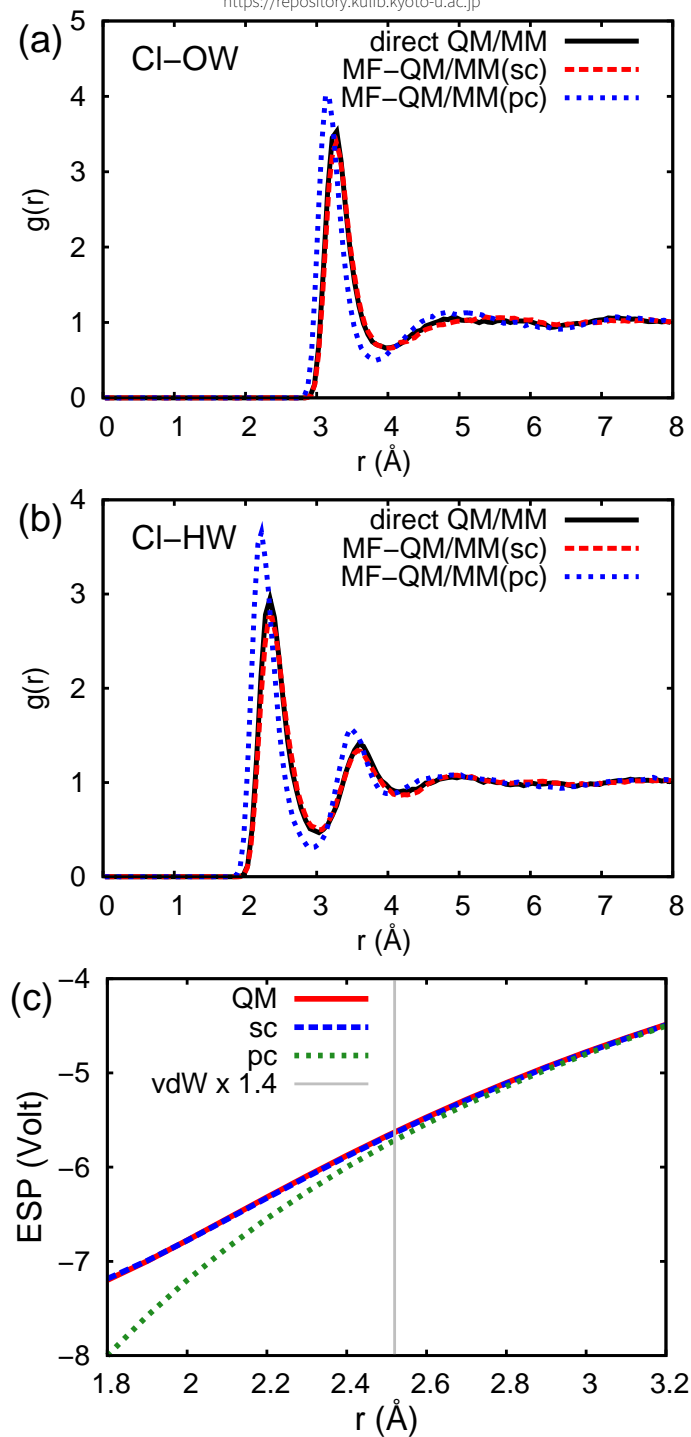 https://repository.kulib.kyoto-u.ac.jp
(a)
Cl–OW
direct QM/MM
MF–QM/MM(sc)
MF–QM/MM(pc)
g(r)
5
4
3
2
1
0
0 1 2 3 4 5 6 7 8
r (Å)
(b)
Cl–HW
direct QM/MM
MF–QM/MM(sc)
MF–QM/MM(pc)
g(r)
4
3
2
1
0
0 1 2 3 4 5 6 7 8
r (Å)
(c)
QM
sc
pc
vdW x 1.4
ESP (Volt)
–4
–5
–6
–7
–8
1.8 2 2.2 2.4 2.6 2.8 3 3.2
r (Å)